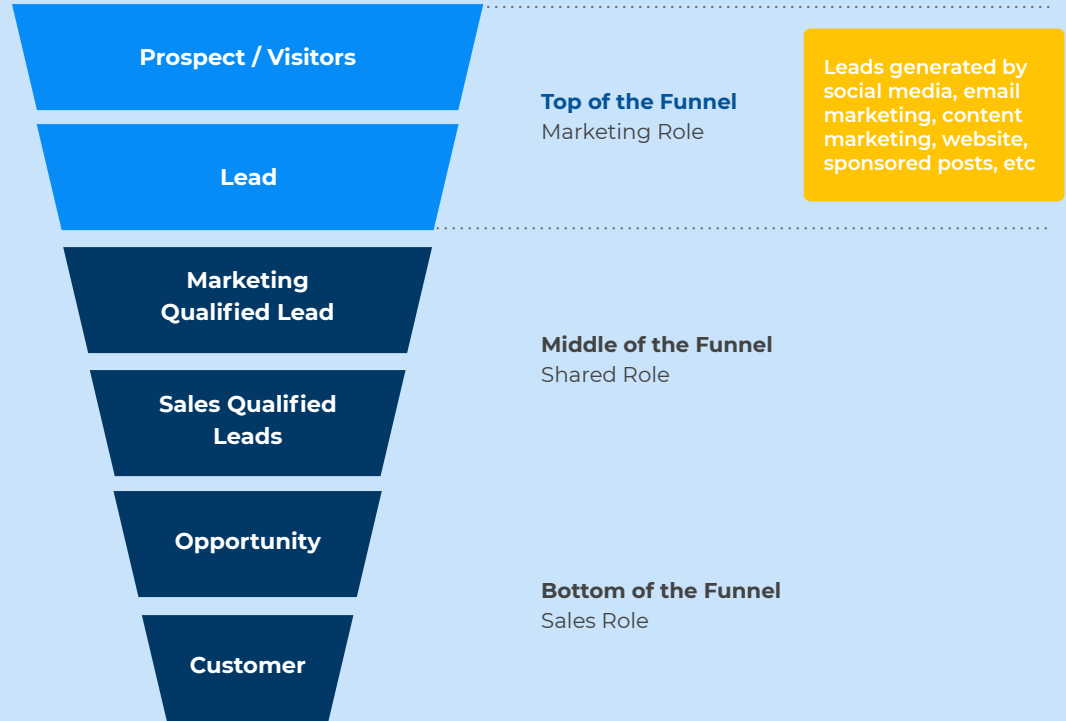 Prospect / Visitors
Lead
Top of the Funnel
Marketing Role
Leads generated by
social media, email
marketing, content
marketing, website,
sponsored posts, etc
Marketing
Qualified Lead
Sales Qualified
Leads
Middle of the Funnel
Shared Role
Opportunity
Customer
Bottom of the Funnel
Sales Role